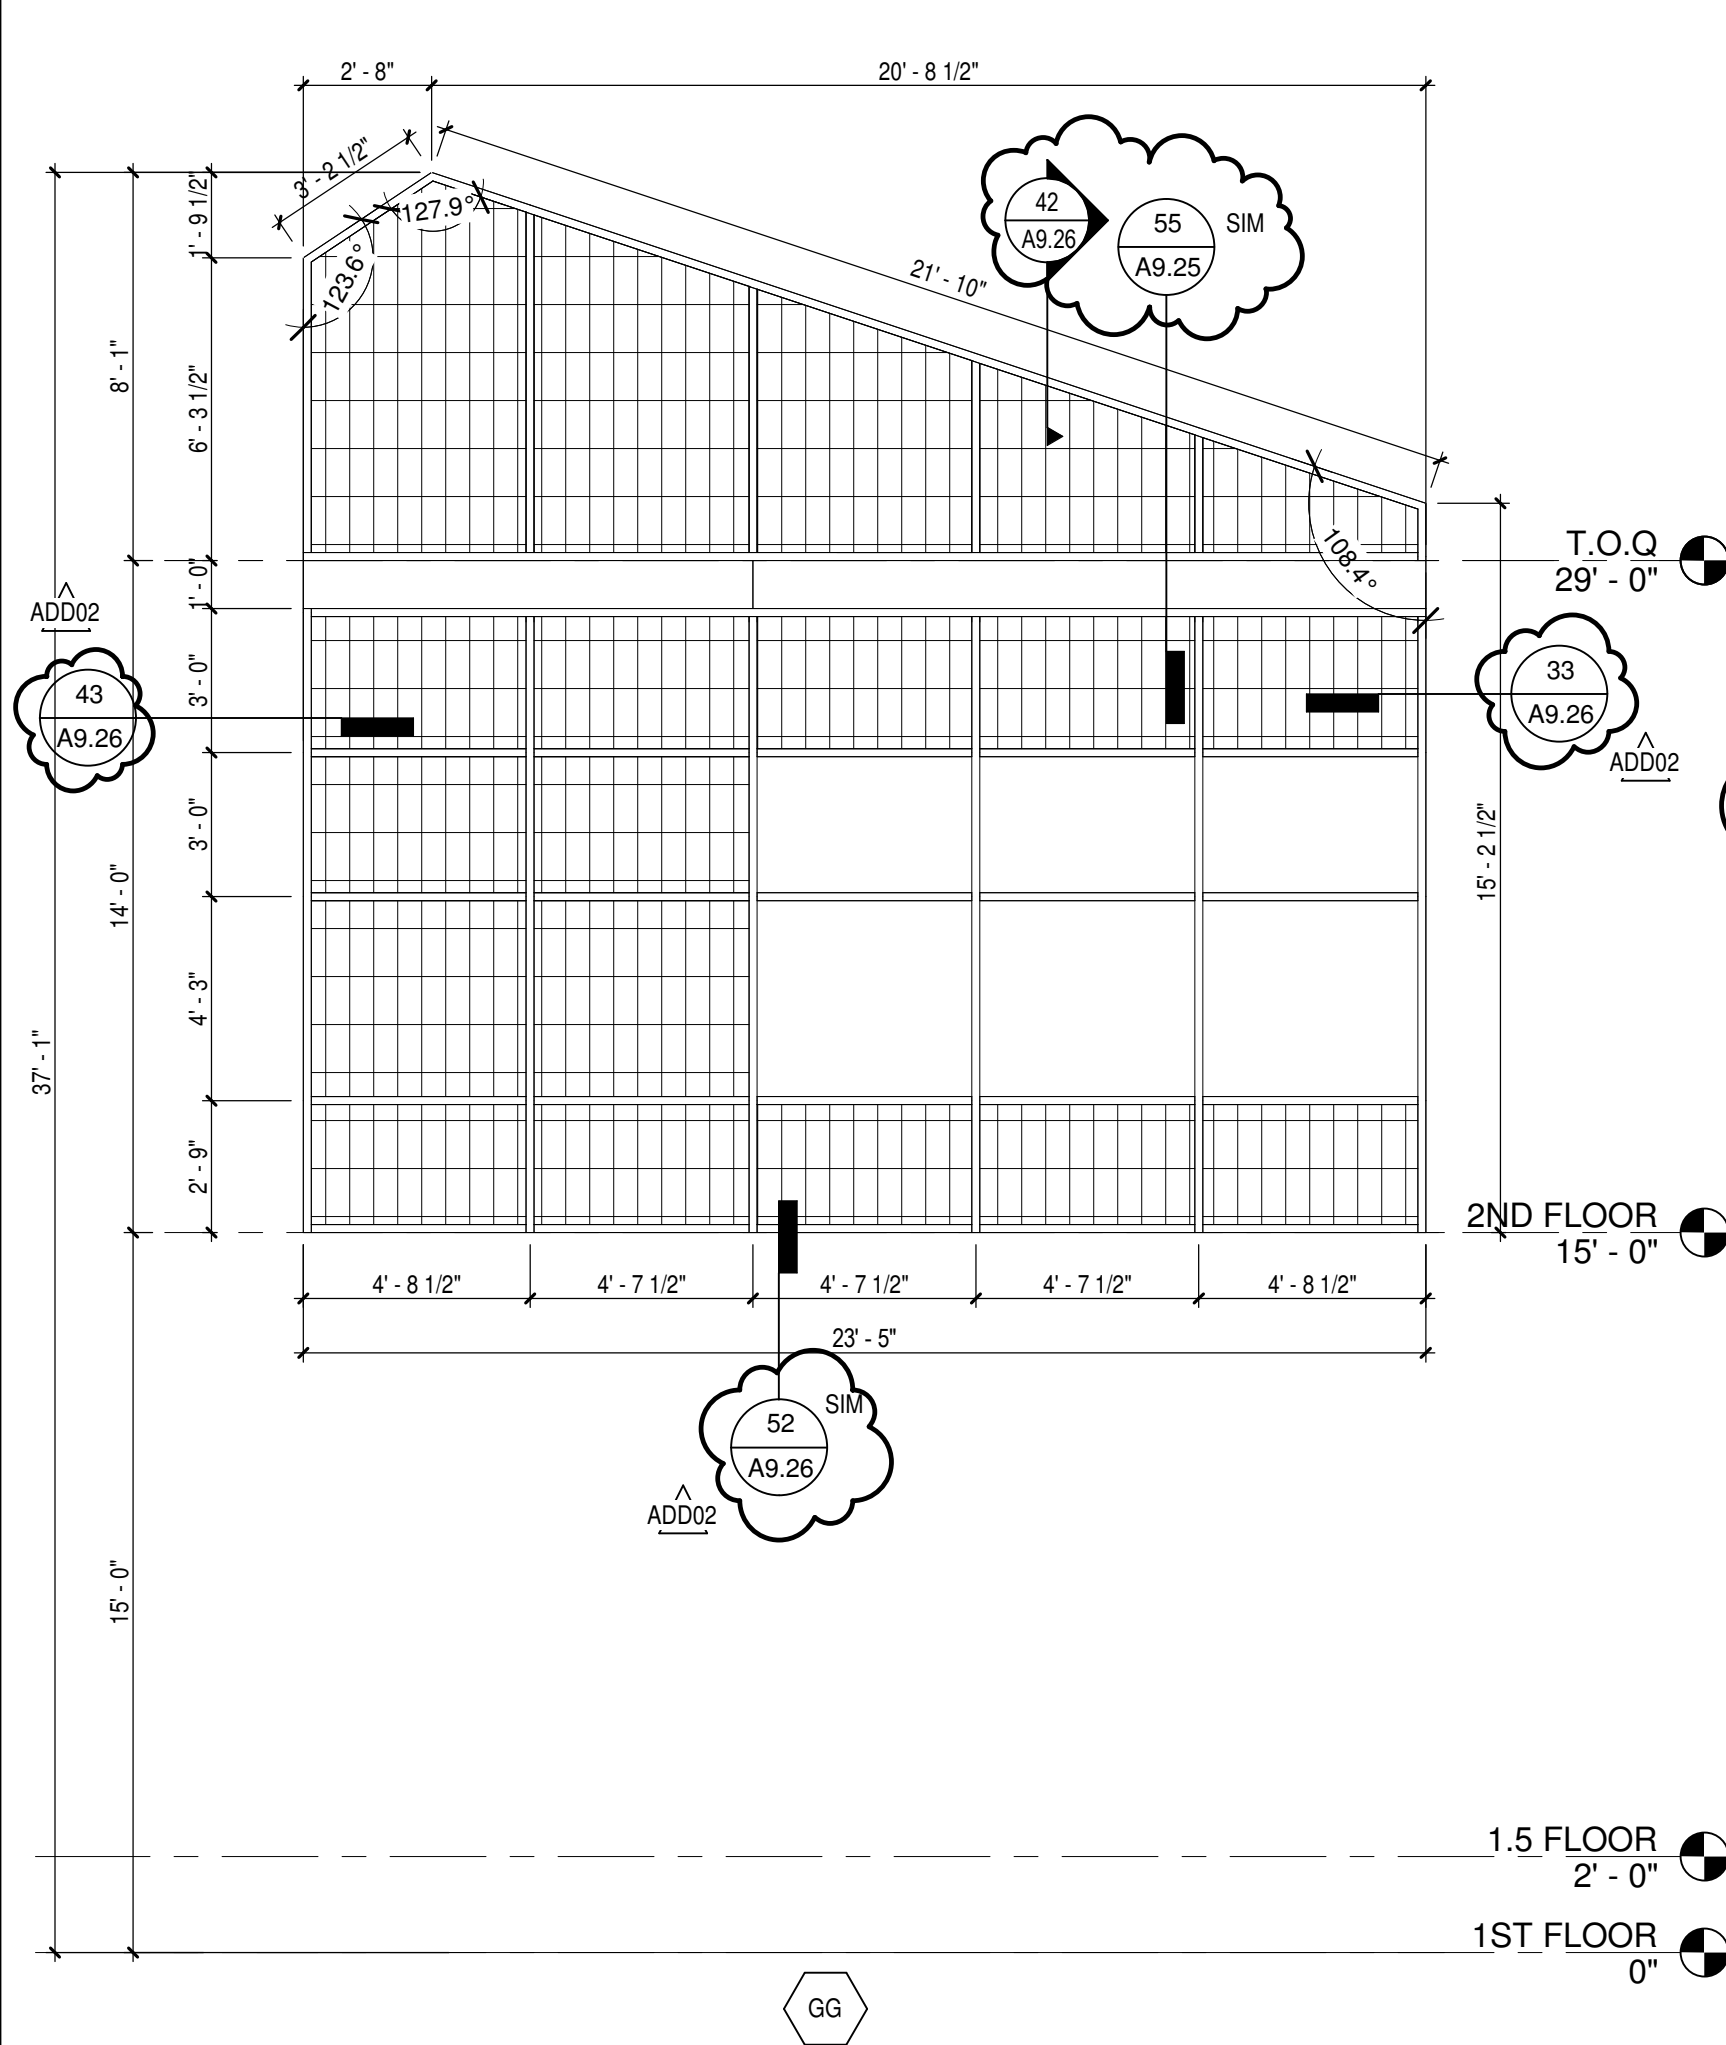 2' - 8"
20' - 8 1/2"
3' - 2 1/2"
1' - 9 1/2"
127.9°
123.6°
21' - 10"
42
A9.26
55
A9.25
SIM
8' - 1"
6' - 3 1/2"
108.4°
T.O.Q
29' - 0"
1' - 0"
ADD02
43
A9.26
3' - 0"
33
A9.26
ADD02
3' - 0"
14' - 0"
15' - 2 1/2"
4' - 3"
37' - 1"
2' - 9"
2ND FLOOR
15' - 0"
4' - 8 1/2"
4' - 7 1/2"
4' - 7 1/2"
4' - 7 1/2"
4' - 8 1/2"
23' - 5"
SIM
52
A9.26
ADD02
15' - 0"
1.5 FLOOR
2' - 0"
1ST FLOOR
0"
GG